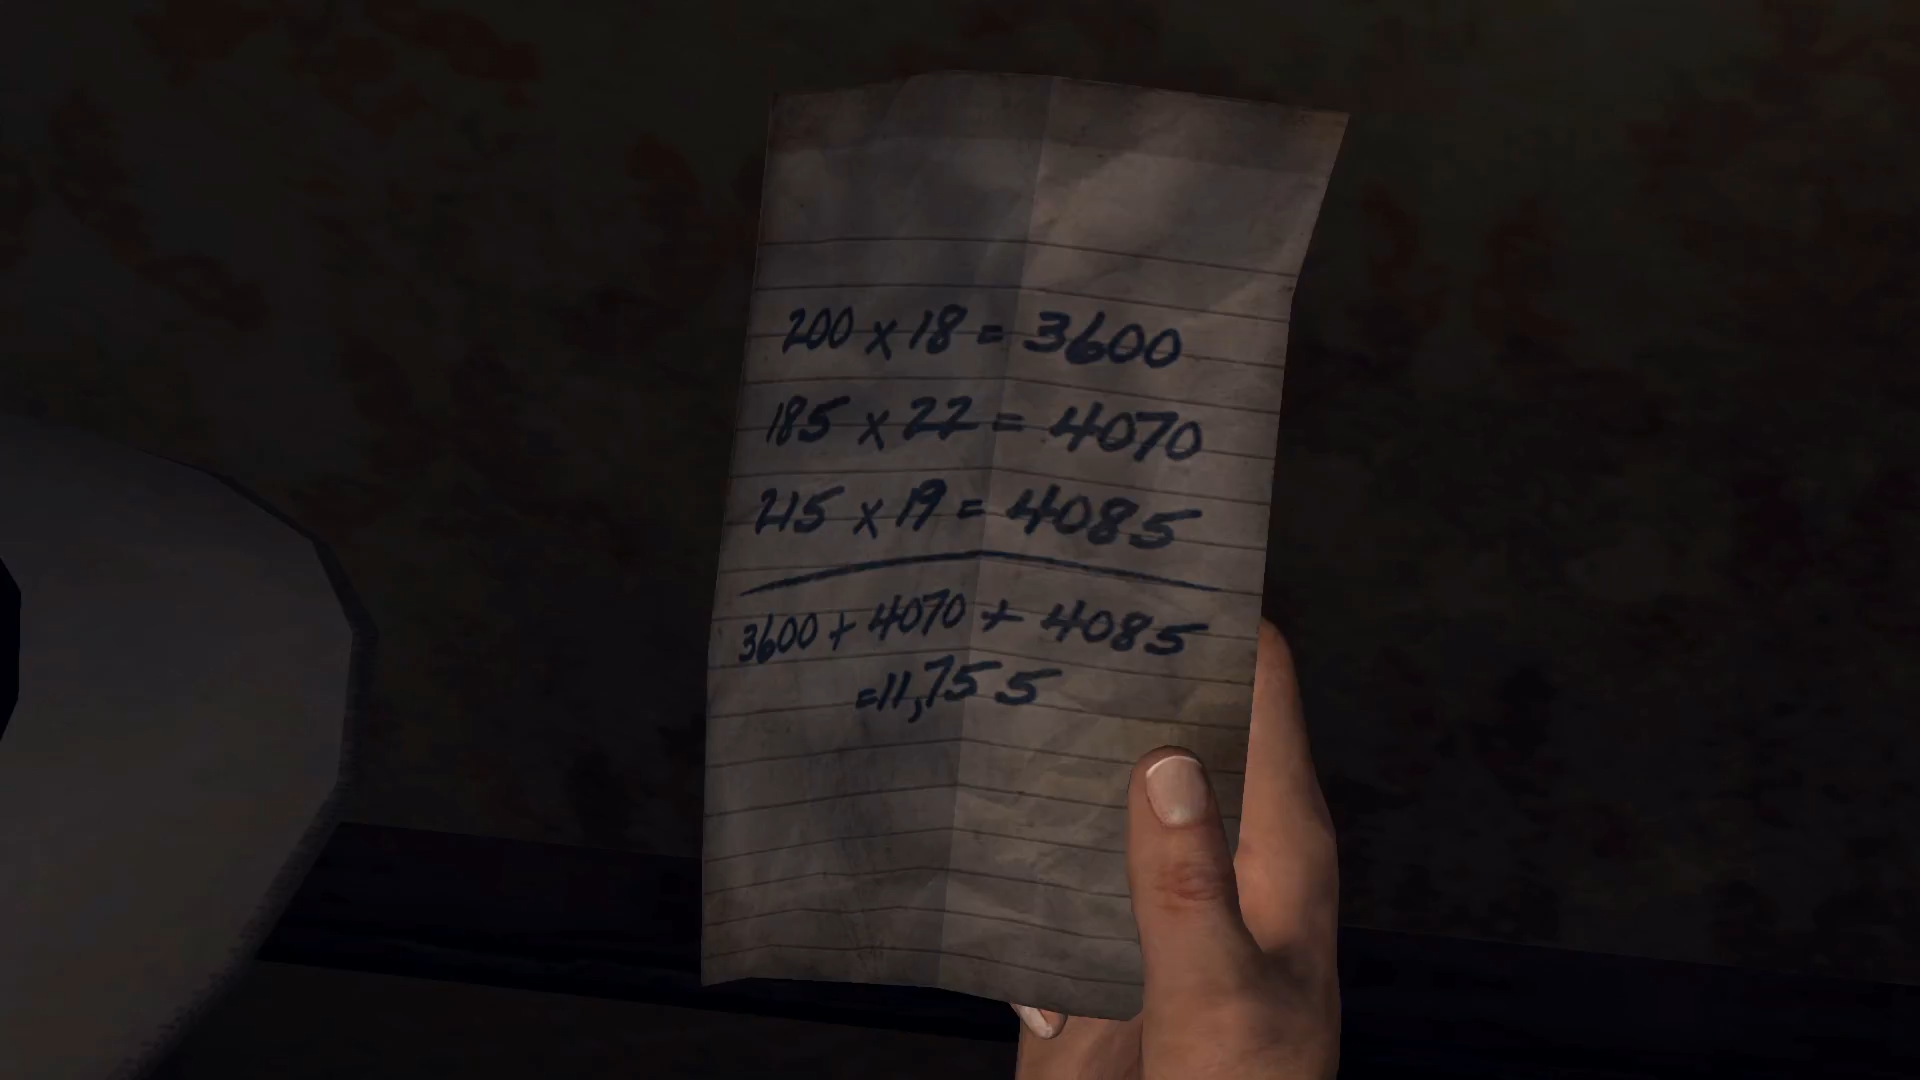 200 x 18 = 3600
185 x 22 = 4070
215 x 19 = 4085
3600 + 4070 + 4085
=11,755